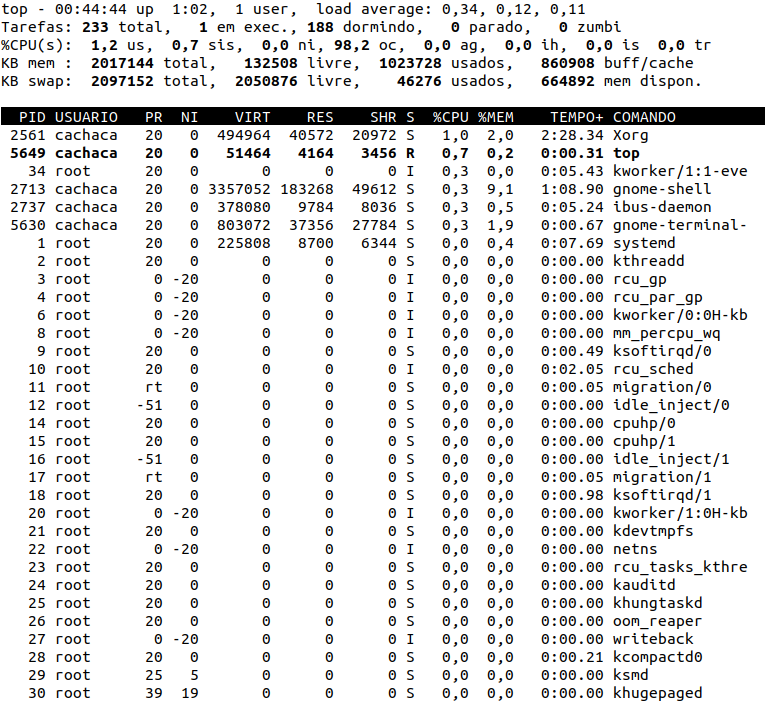 top - 00:44:44 up  1:02,  1 user,  load average: 0,34, 0,12, 0,11
Tarefas: 233 total,   1 em exec., 188 dormindo,   0 parado,   0 zumbi
%CPU(s):  1,2 us,  0,7 sis,  0,0 ni, 98,2 oc,  0,0 ag,  0,0 ih,  0,0 is  0,0 tr
KB mem :  2017144 total,   132508 livre,  1023728 usados,   860908 buff/cache
KB swap:  2097152 total,  2050876 livre,    46276 usados,   664892 mem dispon.
PID USUARIO   PR  NI    VIRT    RES    SHR S  %CPU %MEM    TEMPO+ COMANDO
2561 cachaca   20   0  494964  40572  20972 S   1,0  2,0   2:28.34 Xorg
5649 cachaca   20   0   51464   4164   3456 R   0,7  0,2   0:00.31 top
34 root      20   0       0      0      0 I   0,3  0,0   0:05.43 kworker/1:1-eve
2713 cachaca   20   0 3357052 183268  49612 S   0,3  9,1   1:08.90 gnome-shell
2737 cachaca   20   0  378080   9784   8036 S   0,3  0,5   0:05.24 ibus-daemon
5630 cachaca   20   0  803072  37356  27784 S   0,3  1,9   0:00.67 gnome-terminal-
1 root      20   0  225808   8700   6344 S   0,0  0,4   0:07.69 systemd
2 root      20   0       0      0      0 S   0,0  0,0   0:00.00 kthreadd
3 root       0 -20       0      0      0 I   0,0  0,0   0:00.00 rcu_gp
4 root       0 -20       0      0      0 I   0,0  0,0   0:00.00 rcu_par_gp
6 root       0 -20       0      0      0 I   0,0  0,0   0:00.00 kworker/0:0H-kb
8 root       0 -20       0      0      0 I   0,0  0,0   0:00.00 mm_percpu_wq
9 root      20   0       0      0      0 S   0,0  0,0   0:00.49 ksoftirqd/0
10 root      20   0       0      0      0 I   0,0  0,0   0:02.05 rcu_sched
11 root      rt   0       0      0      0 S   0,0  0,0   0:00.05 migration/0
12 root     -51   0       0      0      0 S   0,0  0,0   0:00.00 idle_inject/0
14 root      20   0       0      0      0 S   0,0  0,0   0:00.00 cpuhp/0
15 root      20   0       0      0      0 S   0,0  0,0   0:00.00 cpuhp/1
16 root     -51   0       0      0      0 S   0,0  0,0   0:00.00 idle_inject/1
17 root      rt   0       0      0      0 S   0,0  0,0   0:00.05 migration/1
18 root      20   0       0      0      0 S   0,0  0,0   0:00.98 ksoftirqd/1
20 root       0 -20       0      0      0 I   0,0  0,0   0:00.00 kworker/1:0H-kb
21 root      20   0       0      0      0 S   0,0  0,0   0:00.00 kdevtmpfs
22 root       0 -20       0      0      0 I   0,0  0,0   0:00.00 netns
23 root      20   0       0      0      0 S   0,0  0,0   0:00.00 rcu_tasks_kthre
24 root      20   0       0      0      0 S   0,0  0,0   0:00.00 kauditd
25 root      20   0       0      0      0 S   0,0  0,0   0:00.00 khungtaskd
26 root      20   0       0      0      0 S   0,0  0,0   0:00.00 oom_reaper
27 root       0 -20       0      0      0 I   0,0  0,0   0:00.00 writeback
28 root      20   0       0      0      0 S   0,0  0,0   0:00.21 kcompactd0
29 root      25   5       0      0      0 S   0,0  0,0   0:00.00 ksmd
30 root      39  19       0      0      0 S   0,0  0,0   0:00.00 khugepaged